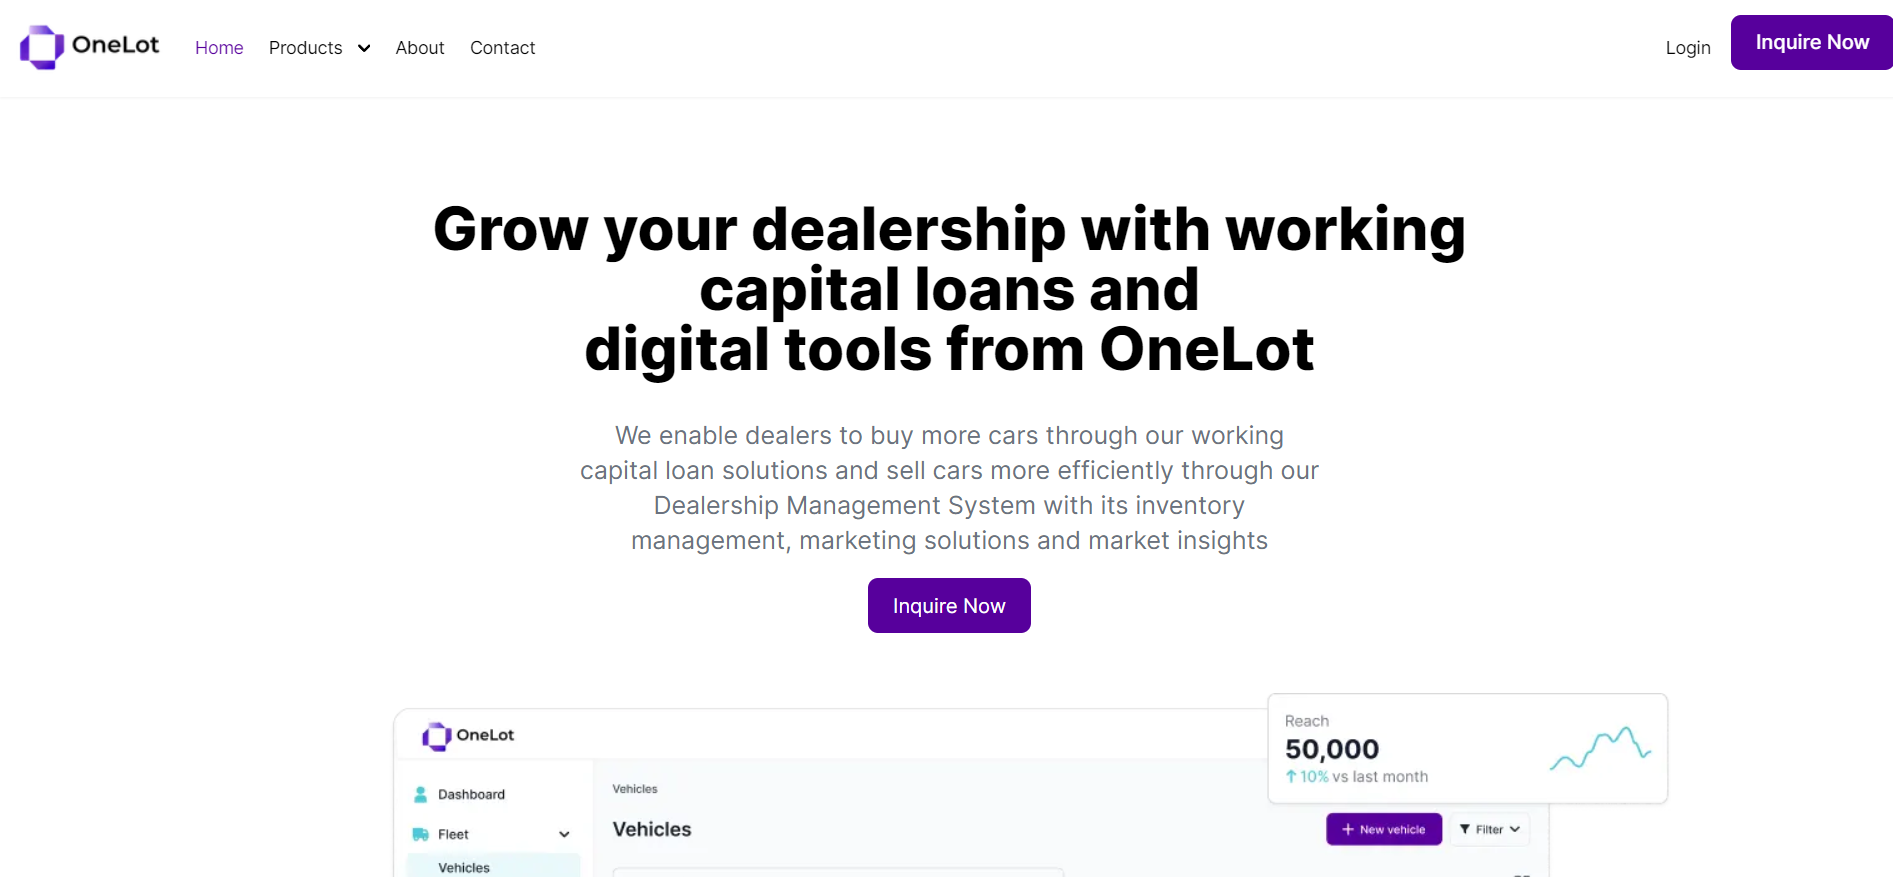 OneLot
Home
Products
About
Contact
Login
Inquire Now
Grow your dealership with working
capital loans and
digital tools from OneLot
We enable dealers to buy more cars through our working
capital loan solutions and sell cars more efficiently through our
Dealership Management System with its inventory
management, marketing solutions and market insights
Inquire Now
OneLot
Reach
50,000
10% vs last month
Dashboard
Fleet
Vehicles
Vehicles
Vehicles
New vehicle
Filter